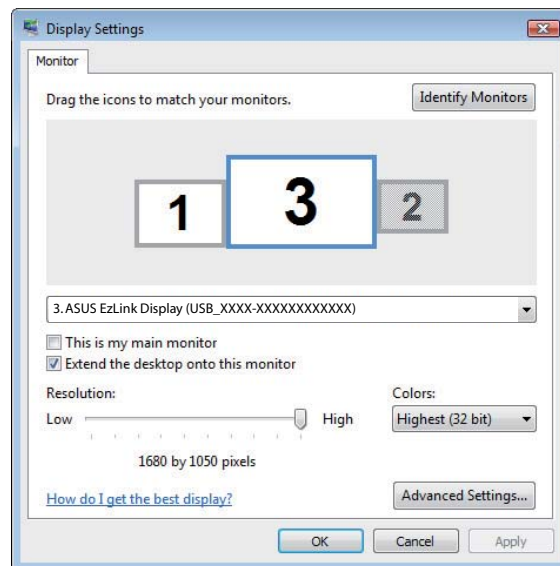 Display Settings
Monitor
Drag the icons to match your monitors.
Identify Monitors
1
3
2
3. ASUS EzLink Display (USB_XXXX-XXXXXXXXXXXX)
This is my main monitor
Extend the desktop onto this monitor
Resolution:
Colors:
Low
High
Highest (32 bit)
1680 by 1050 pixels
How do I get the best display?
Advanced Settings...
OK
Cancel
Apply